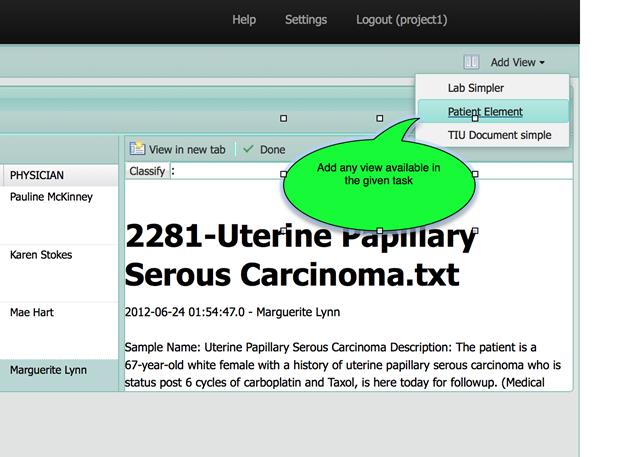 Help Settings Logout (project1)
Add View
Lab Simpler
Patient Element
TIU Document simple
View in new tab Done
Classify :
Add any view available in
the given task
PHYSICIAN
Pauline McKinney
Karen Stokes
Mae Hart
Marguerite Lynn
2281-Uterine Papillary
Serous Carcinoma.txt
2012-06-24 01:54:47.0 - Marguerite Lynn
Sample Name: Uterine Papillary Serous Carcinoma Description: The patient is a
67-year-old white female with a history of uterine papillary serous carcinoma who is
status post 6 cycles of carboplatin and Taxol, is here today for followup. (Medical